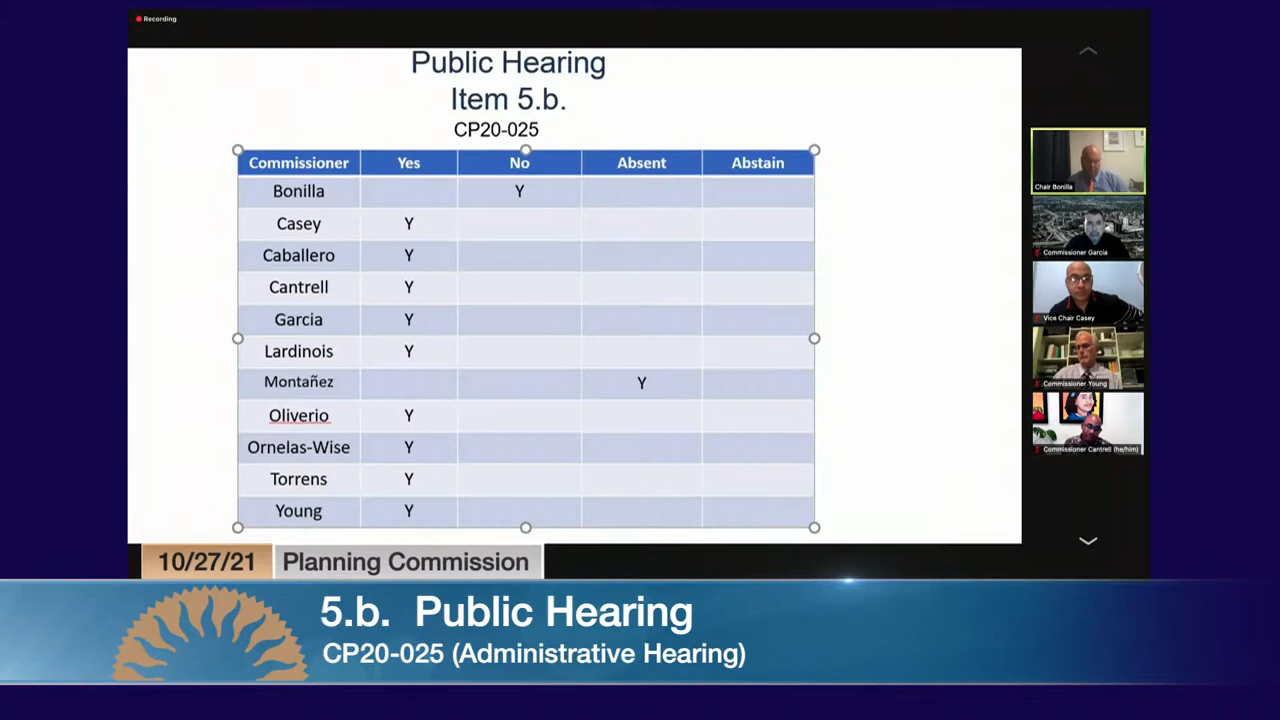 Recording
Public Hearing
Item 5.b.
CP20-025
Commissioner Yes No Absent Abstain
Bonilla Y
Casey Y
Caballero Y
Cantrell Y
Garcia Y
Lardinois Y
Montañez Y
Oliverio Y
Ornelas-Wise Y
Torrens Y
Young Y
Chair Bonilla
Commissioner Garcia
Vice Chair Casey
Commissioner Young
Commissioner Cantrell (he/him)
10/27/21 Planning Commission
5.b. Public Hearing
CP20-025 (Administrative Hearing)